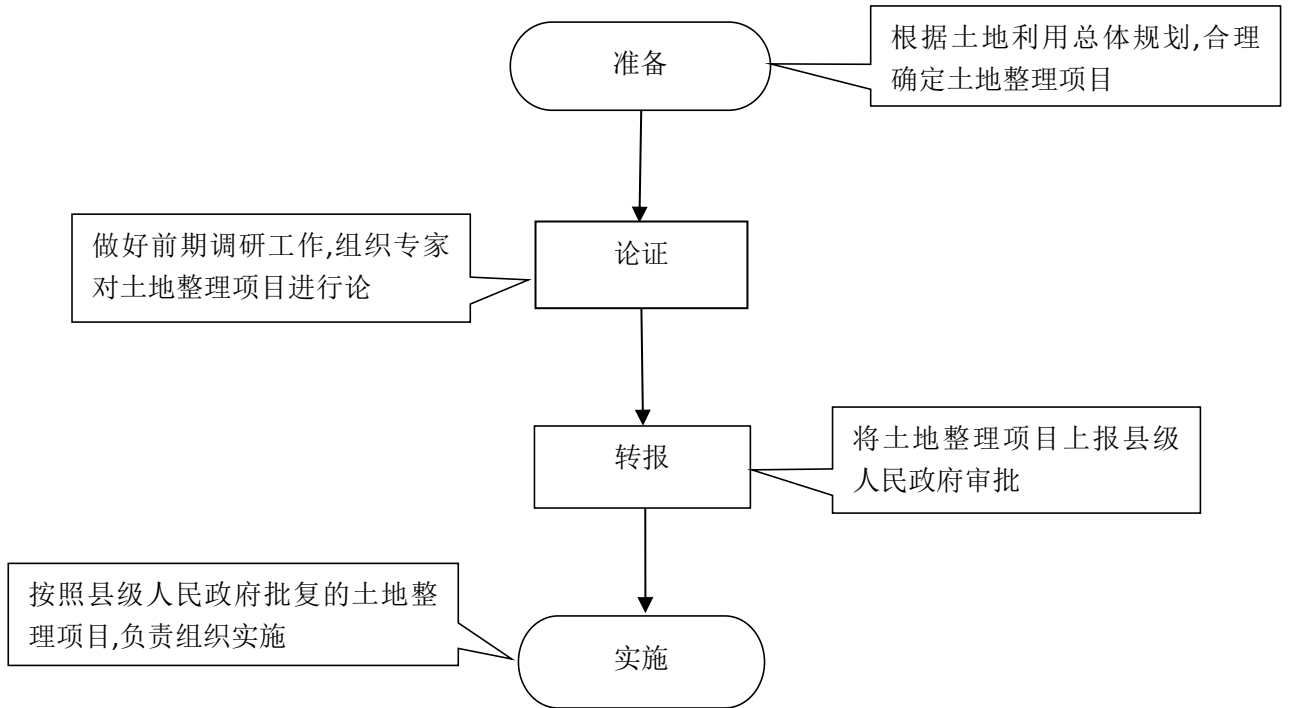 准备
根据土地利用总体规划,合理
确定土地整理项目
做好前期调研工作,组织专家
对土地整理项目进行论
论证
转报
将土地整理项目上报县级
人民政府审批
按照县级人民政府批复的土地整
理项目,负责组织实施
实施